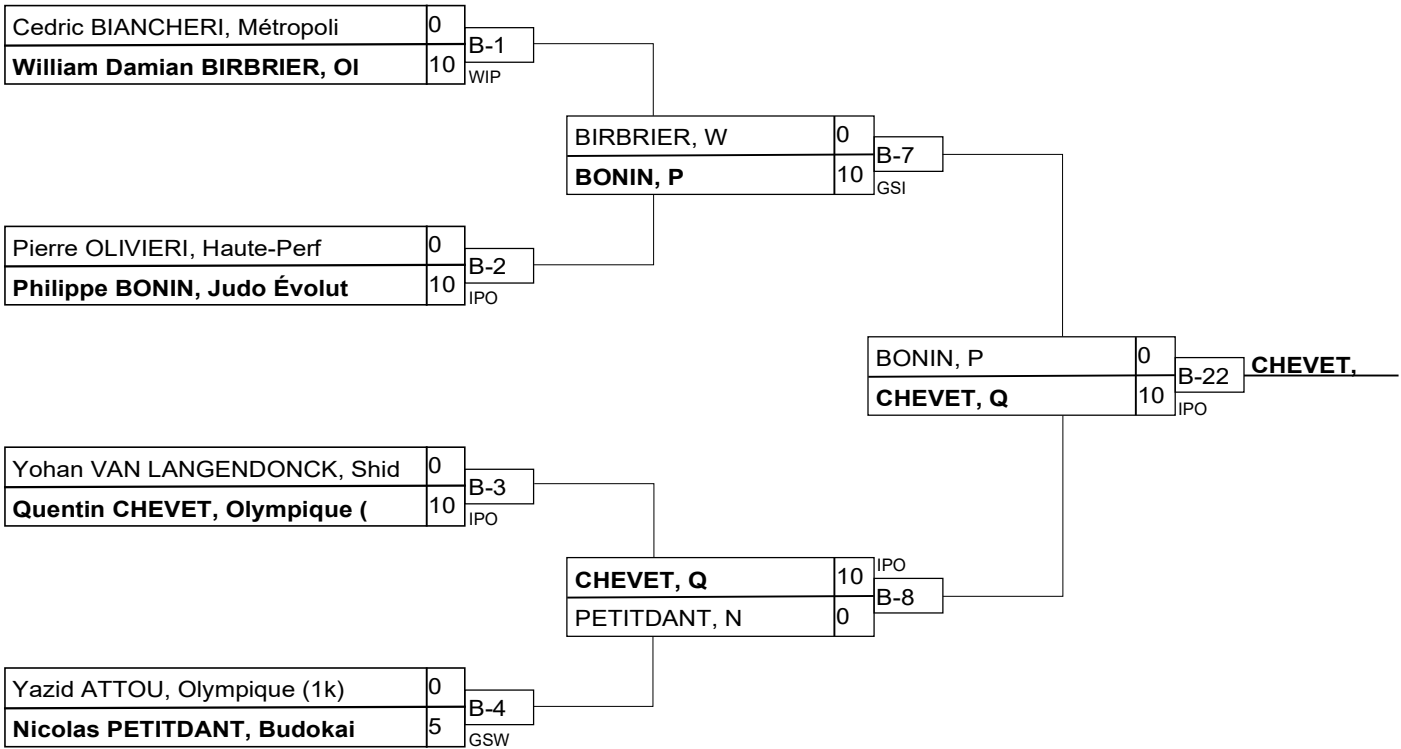 Cedric BIANCHERI, Métropoli 0
B-1
William Damian BIRBRIER, Ol 10
WIP
BIRBRIER, W 0
B-7
BONIN, P 10
GSI
Pierre OLIVIERI, Haute-Perf 0
B-2
Philippe BONIN, Judo Évolut 10
IPO
BONIN, P 0
B-22 CHEVET,
CHEVET, Q 10
IPO
Yohan VAN LANGENDONCK, Shid 0
B-3
Quentin CHEVET, Olympique ( 10
IPO
CHEVET, Q 10 IPO
B-8
PETITDANT, N 0
Yazid ATTOU, Olympique (1k) 0
B-4
Nicolas PETITDANT, Budokai 5
GSW